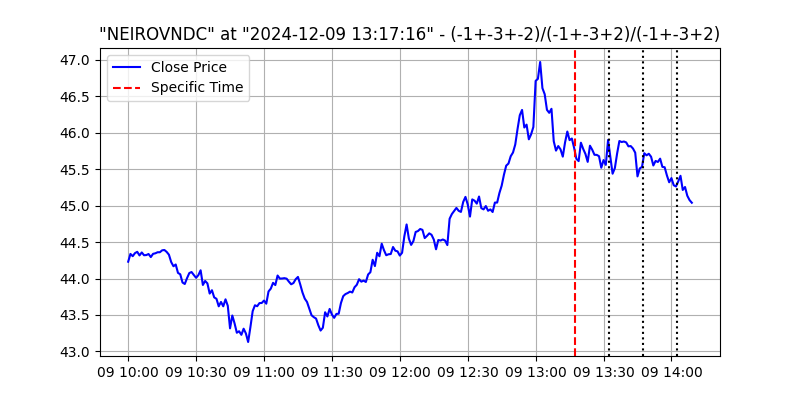 "NEIROVNDC" at "2024-12-09 13:17:16" - (-1+-3+-2)/(-1+-3+2)/(-1+-3+2)
Close Price
Specific Time
47.0
46.5
46.0
45.5
45.0
44.5
44.0
43.5
43.0
09 10:00 09 10:30 09 11:00 09 11:30 09 12:00 09 12:30 09 13:00 09 13:30 09 14:00